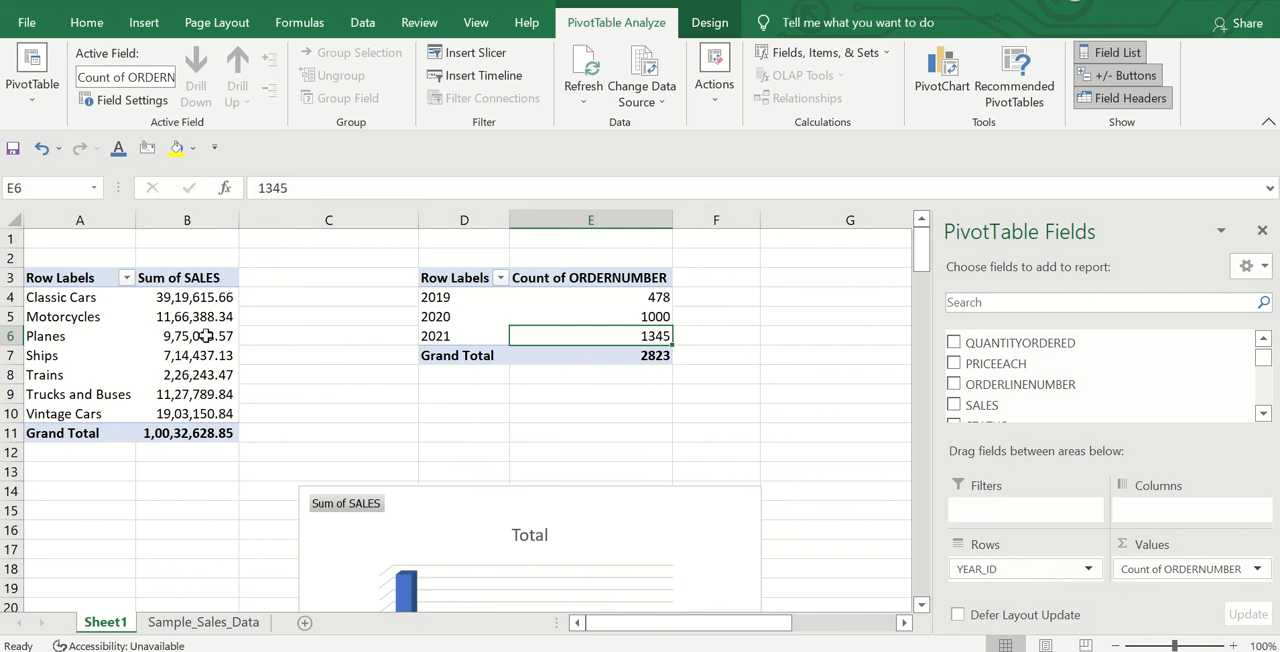 File Home Insert Page Layout Formulas Data Review View Help PivotTable Analyze Design Tell me what you want to do Share
PivotTable
Active Field:
Count of ORDERN
Field Settings
Drill Down
Drill Up
Active Field
Group Selection
Ungroup
Group Field
Group
Insert Slicer
Insert Timeline
Filter Connections
Filter
Refresh
Change Data Source
Data
Actions
Fields, Items, & Sets
OLAP Tools
Relationships
Calculations
PivotChart
Recommended PivotTables
Tools
Field List
+/- Buttons
Field Headers
Show
E6 fx 1345
A B C D E F G
1
2
3 Row Labels Sum of SALES Row Labels Count of ORDERNUMBER
4 Classic Cars 39,19,615.66 2019 478
5 Motorcycles 11,66,388.34 2020 1000
6 Planes 2021 1345
7 Ships 7,14,437.13 Grand Total 2823
8 Trains 2,26,243.47
9 Trucks and Buses 11,27,789.84
10 Vintage Cars 19,03,150.84
11 Grand Total 1,00,32,628.85
12
13
14
15 Sum of SALES
16 Total
17
18
19
20
PivotTable Fields
Choose fields to add to report:
Search
QUANTITYORDERED
PRICEEACH
ORDERLINENUMBER
SALES
Drag fields between areas below:
Filters Columns
Rows Σ Values
YEAR_ID Count of ORDERNUMBER
Defer Layout Update Update
Sheet1 Sample_Sales_Data
Ready Accessibility: Unavailable 100%